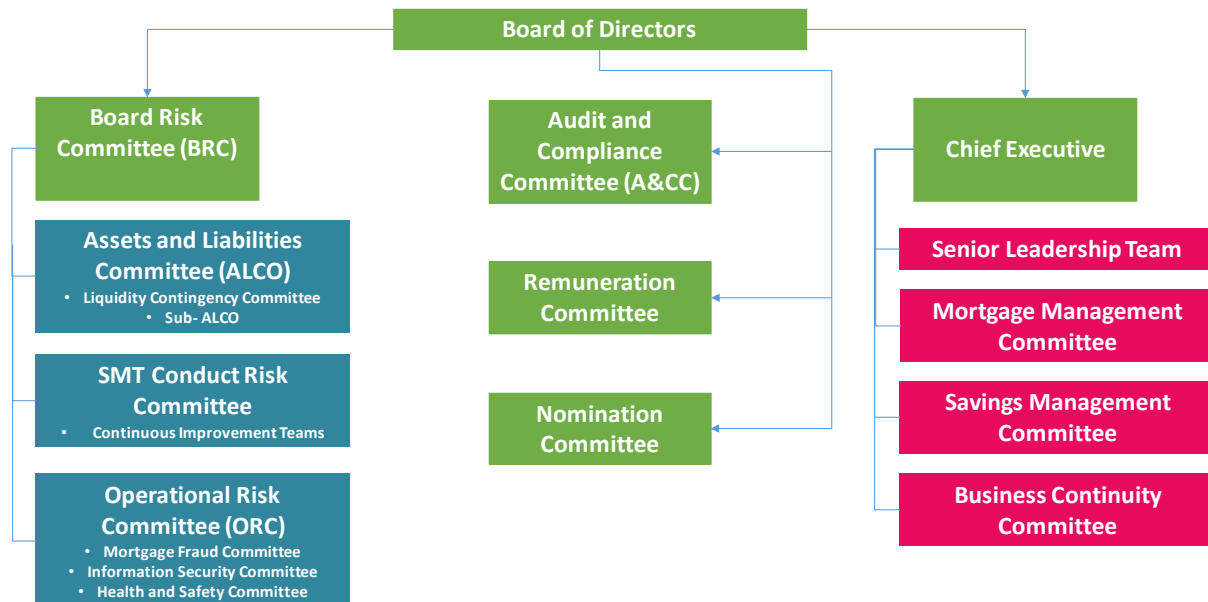 Board of Directors
Board Risk
Committee (BRC)
Assets and Liabilities
Committee (ALCO)
• Liquidity Contingency Committee
• Sub- ALCO
SMT Conduct Risk
Committee
• Continuous Improvement Teams
Operational Risk
Committee (ORC)
• Mortgage Fraud Committee
• Information Security Committee
• Health and Safety Committee
Audit and
Compliance
Committee (A&CC)
Remuneration
Committee
Nomination
Committee
Chief Executive
Senior Leadership Team
Mortgage Management
Committee
Savings Management
Committee
Business Continuity
Committee